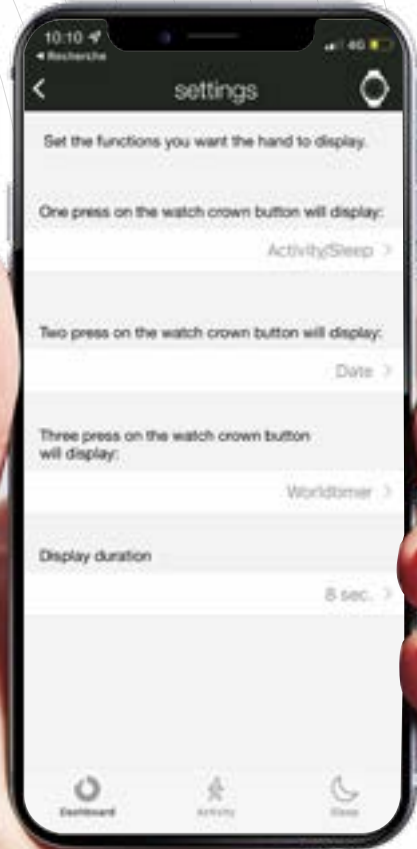 10:10
4G
◂ Recherche
settings
Set the functions you want the hand to display.
One press on the watch crown button will display:
Activity/Sleep >
Two press on the watch crown button will display:
Date >
Three press on the watch crown button
will display:
Worldtimer >
Display duration
8 sec. >
Dashboard
Activity
Sleep